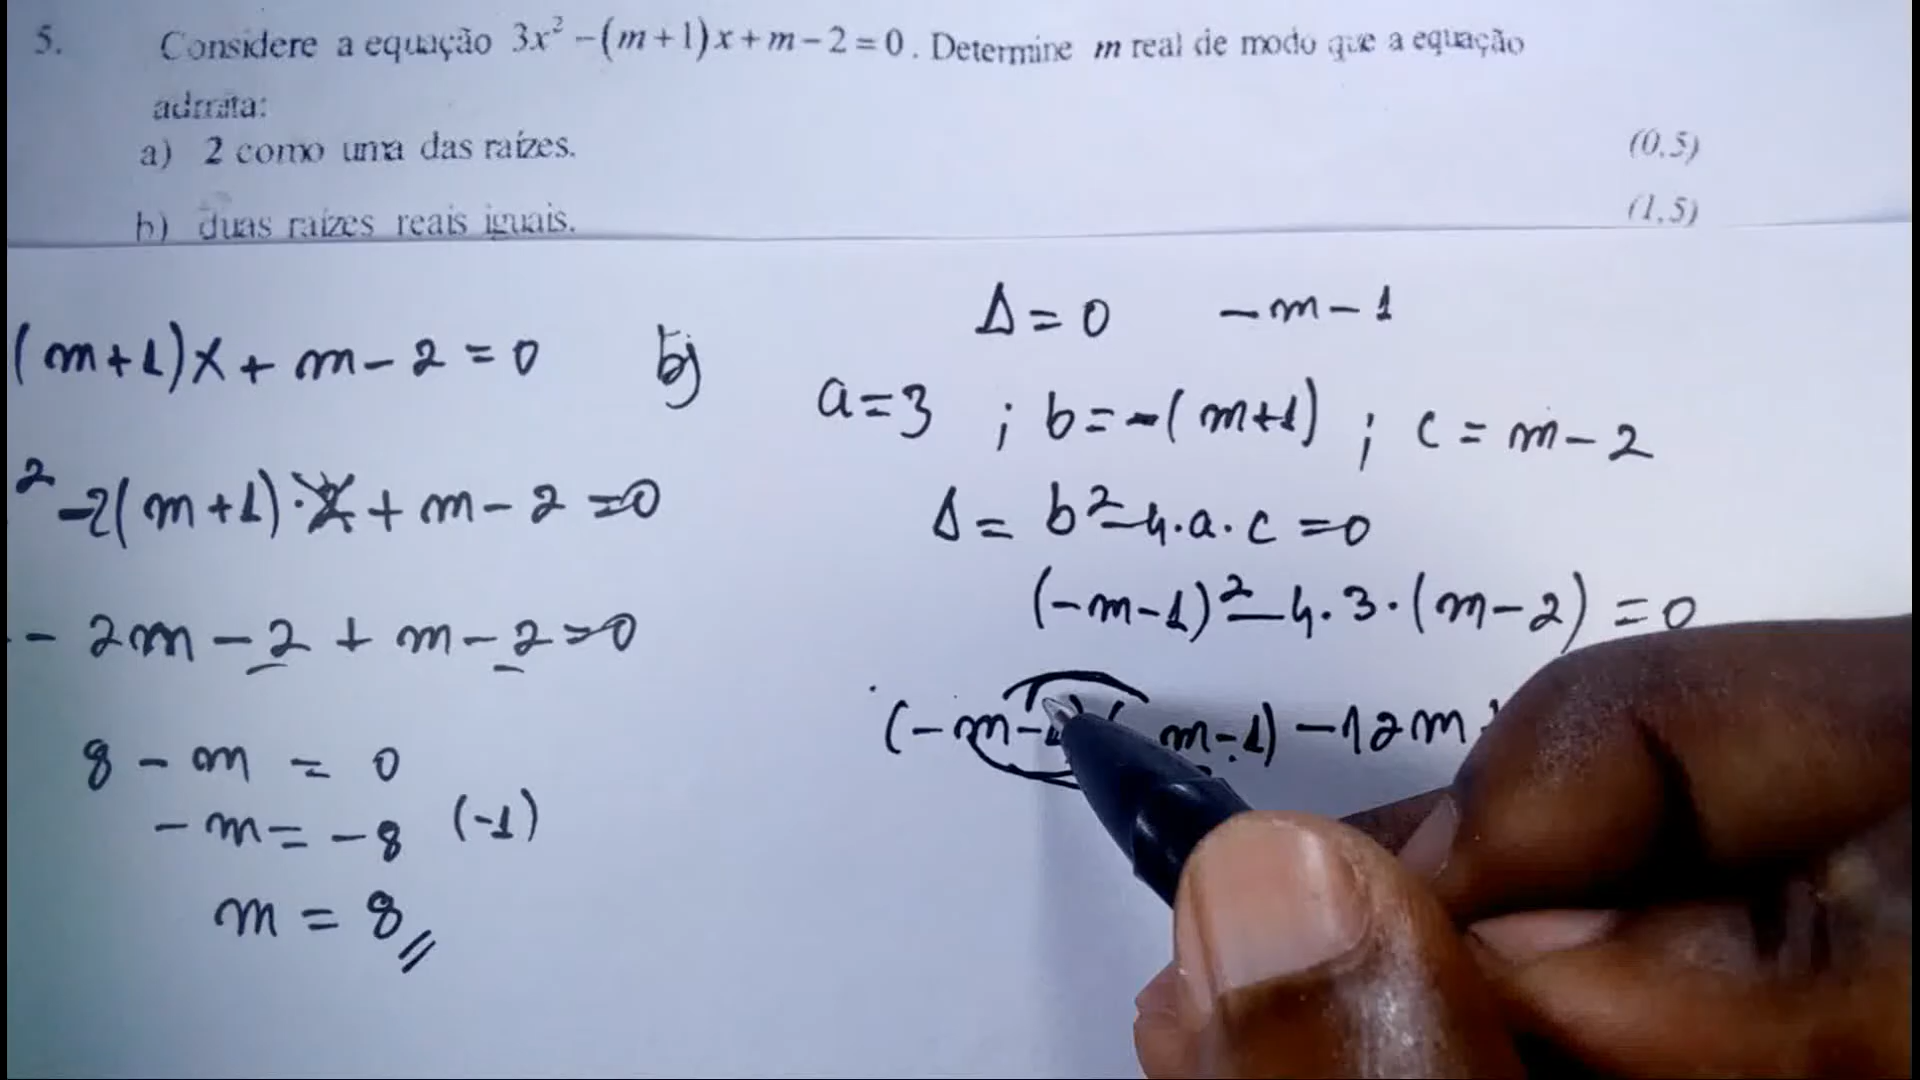 5. Considere a equação 3x² - (m+1)x + m - 2 = 0. Determine m real de modo que a equação
admita:
a) 2 como uma das raízes. (0,5)
b) duas raízes reais iguais. (1,5)
(m+1)x + m - 2 = 0
² -2(m+1) + m - 2 = 0
- 2m - 2 + m - 2 = 0
8 - m = 0
- m = - 8 (-1)
m = 8
b)
Δ = 0 - m - 1
a = 3 ; b = -(m+1) ; c = m - 2
Δ = b² - 4.a.c = 0
(-m-1)² - 4.3.(m-2) = 0
(-m- m-1) - 12m